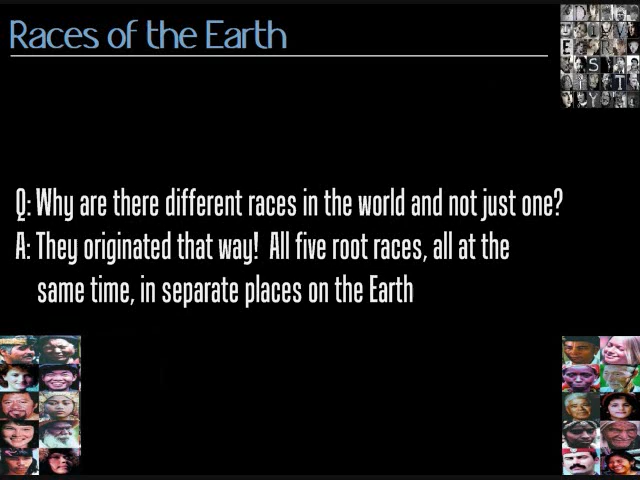 Races of the Earth
D I V
E R
S
I T
Y
Q: Why are there different races in the world and not just one?
A: They originated that way! All five root races, all at the
same time, in separate places on the Earth